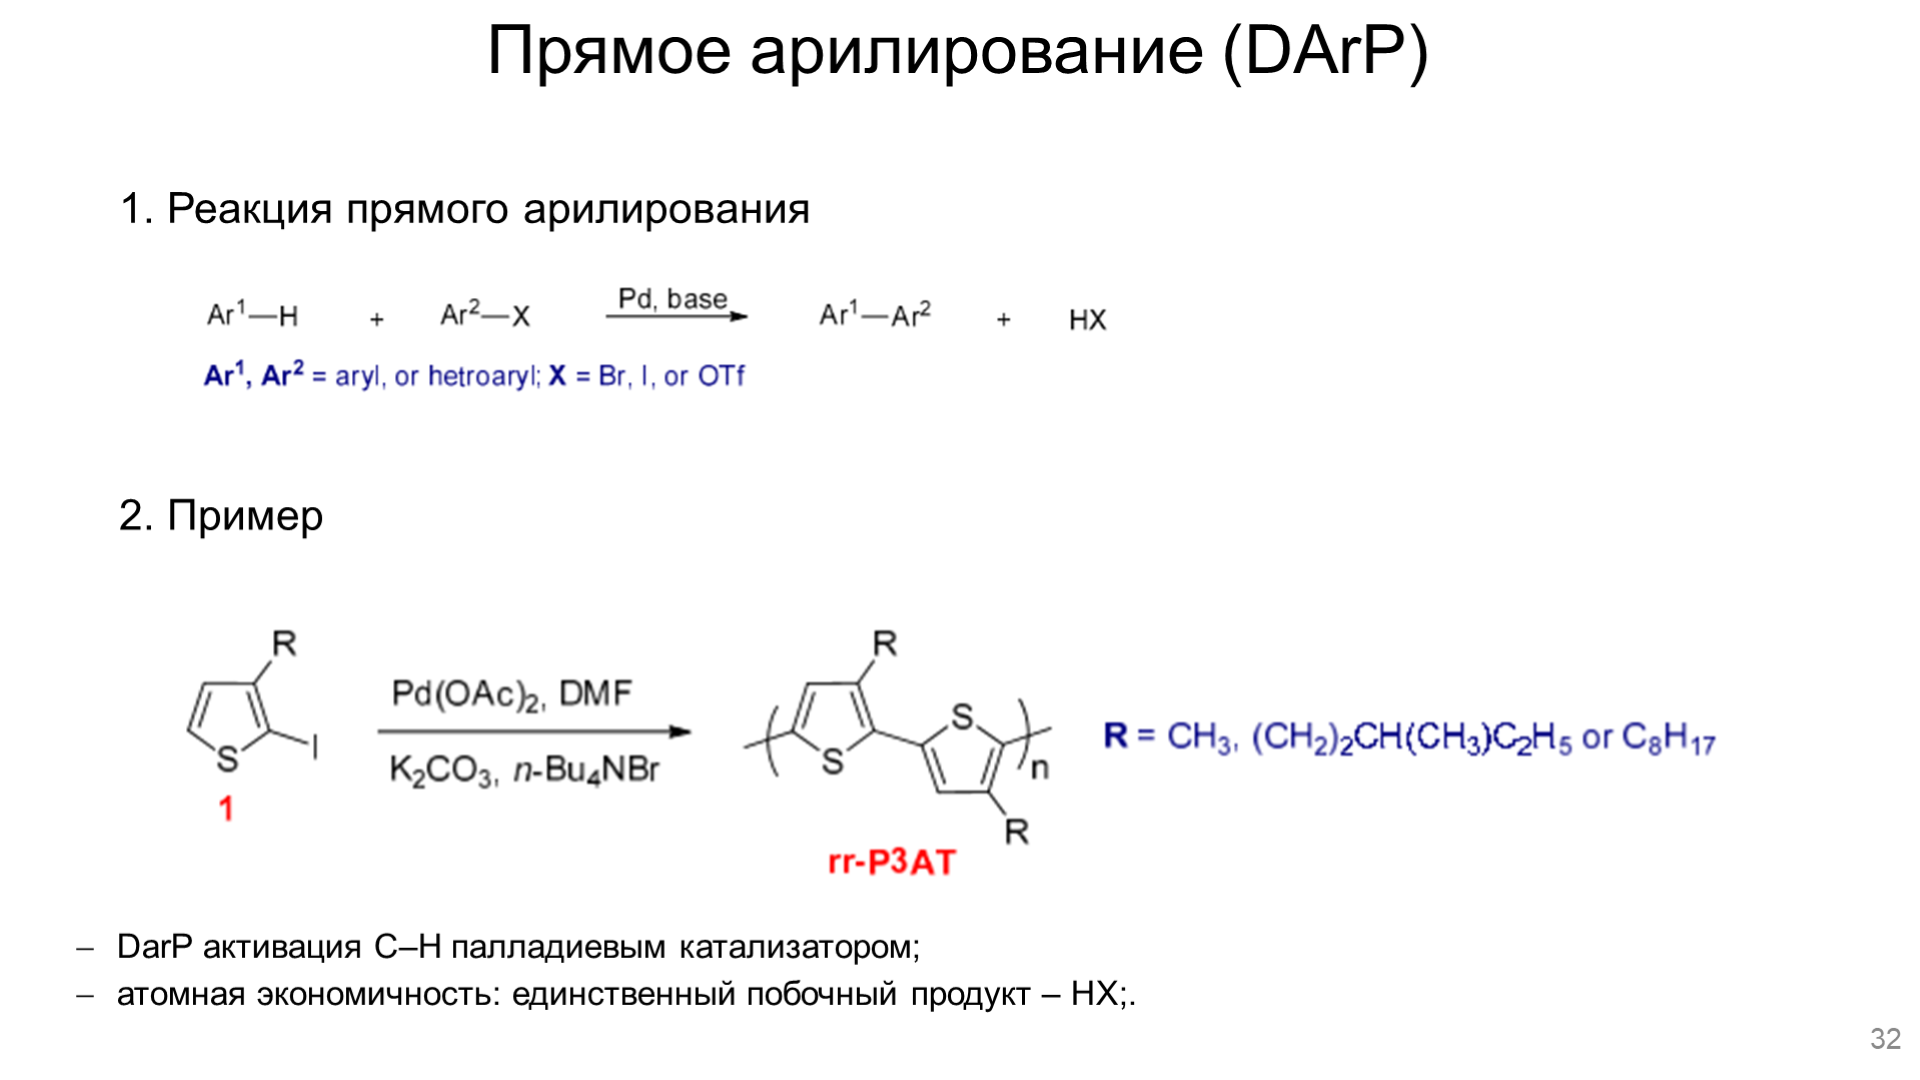 Прямое арилирование (DArP)
1. Реакция прямого арилирования
Ar¹—H + Ar²—X Pd, base Ar¹—Ar² + HX
Ar¹, Ar² = aryl, or hetroaryl; X = Br, I, or OTf
2. Пример
R
S
I
1
Pd(OAc)₂, DMF
K₂CO₃, n-Bu₄NBr
R
S
S
n
R
rr-P3AT
R = CH₃, (CH₂)₂CH(CH₃)C₂H₅ or C₈H₁₇
– DarP активация C–H палладиевым катализатором;
– атомная экономичность: единственный побочный продукт – HX;.
32